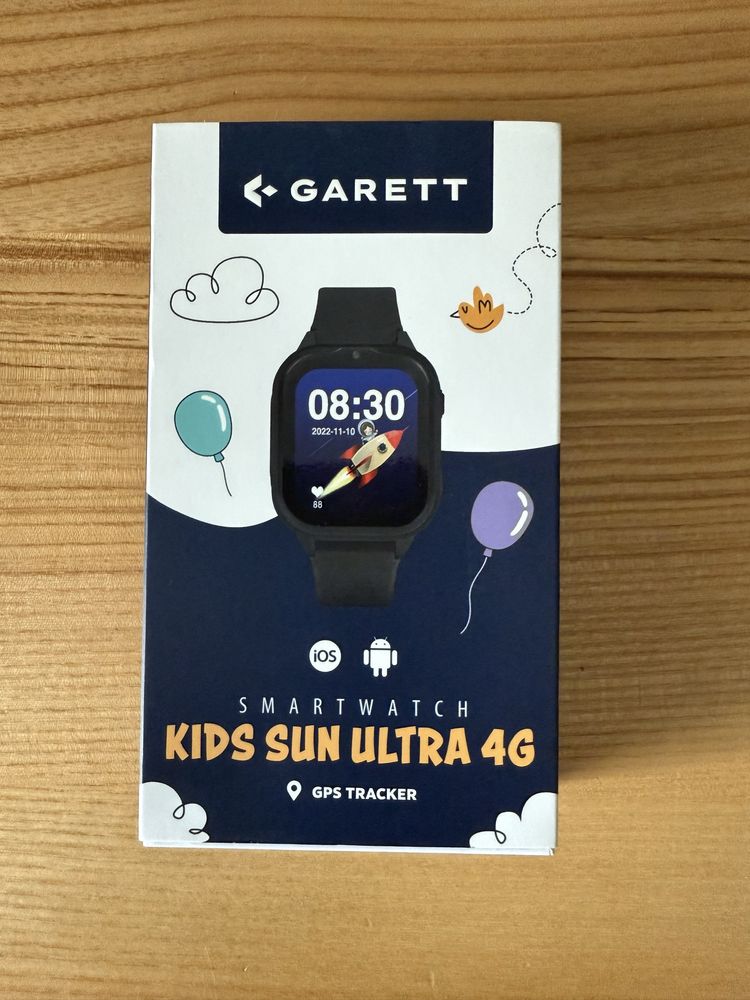 GARETT
08:30
2022-11-10
88
iOS
SMARTWATCH
KIDS SUN ULTRA 4G
GPS TRACKER